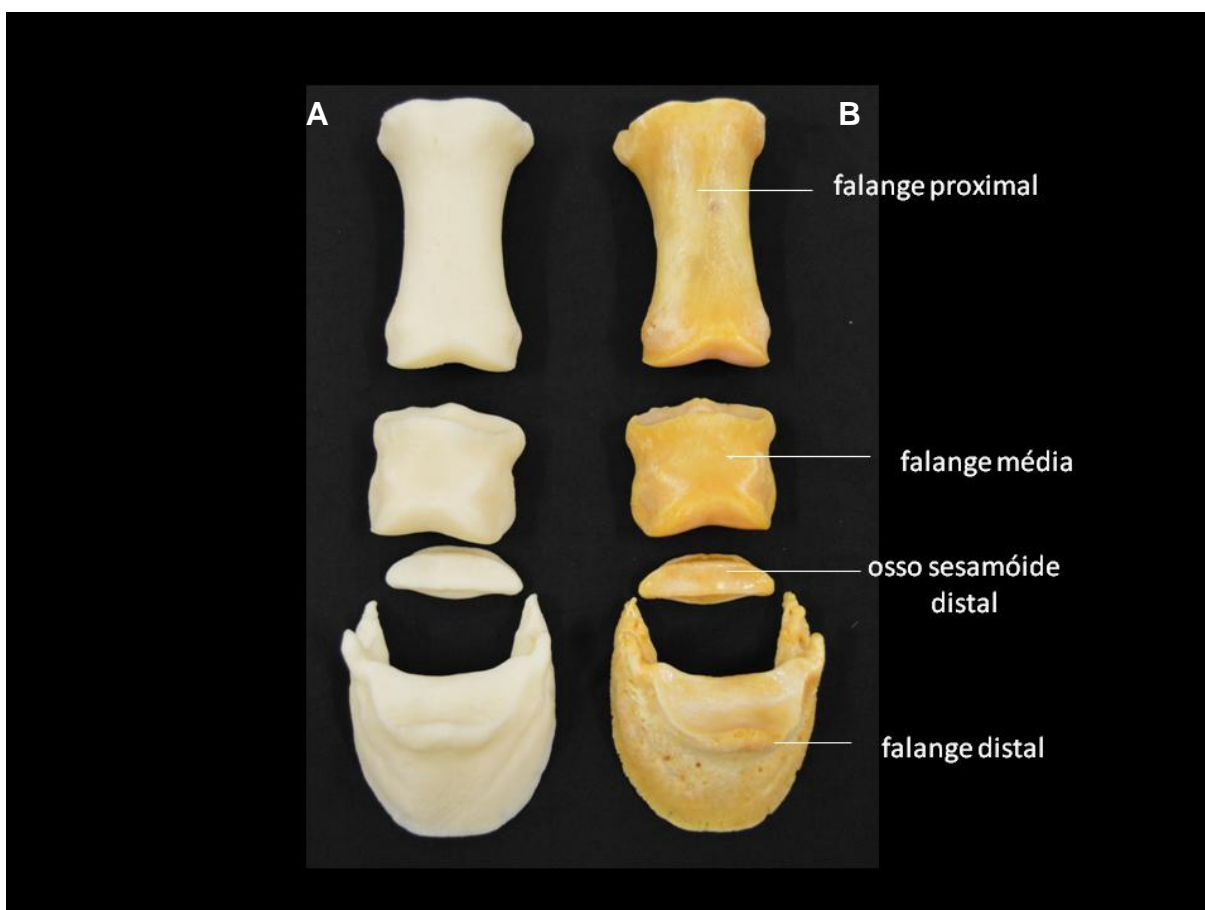 A
B
falange proximal
falange média
osso sesamóide
distal
falange distal